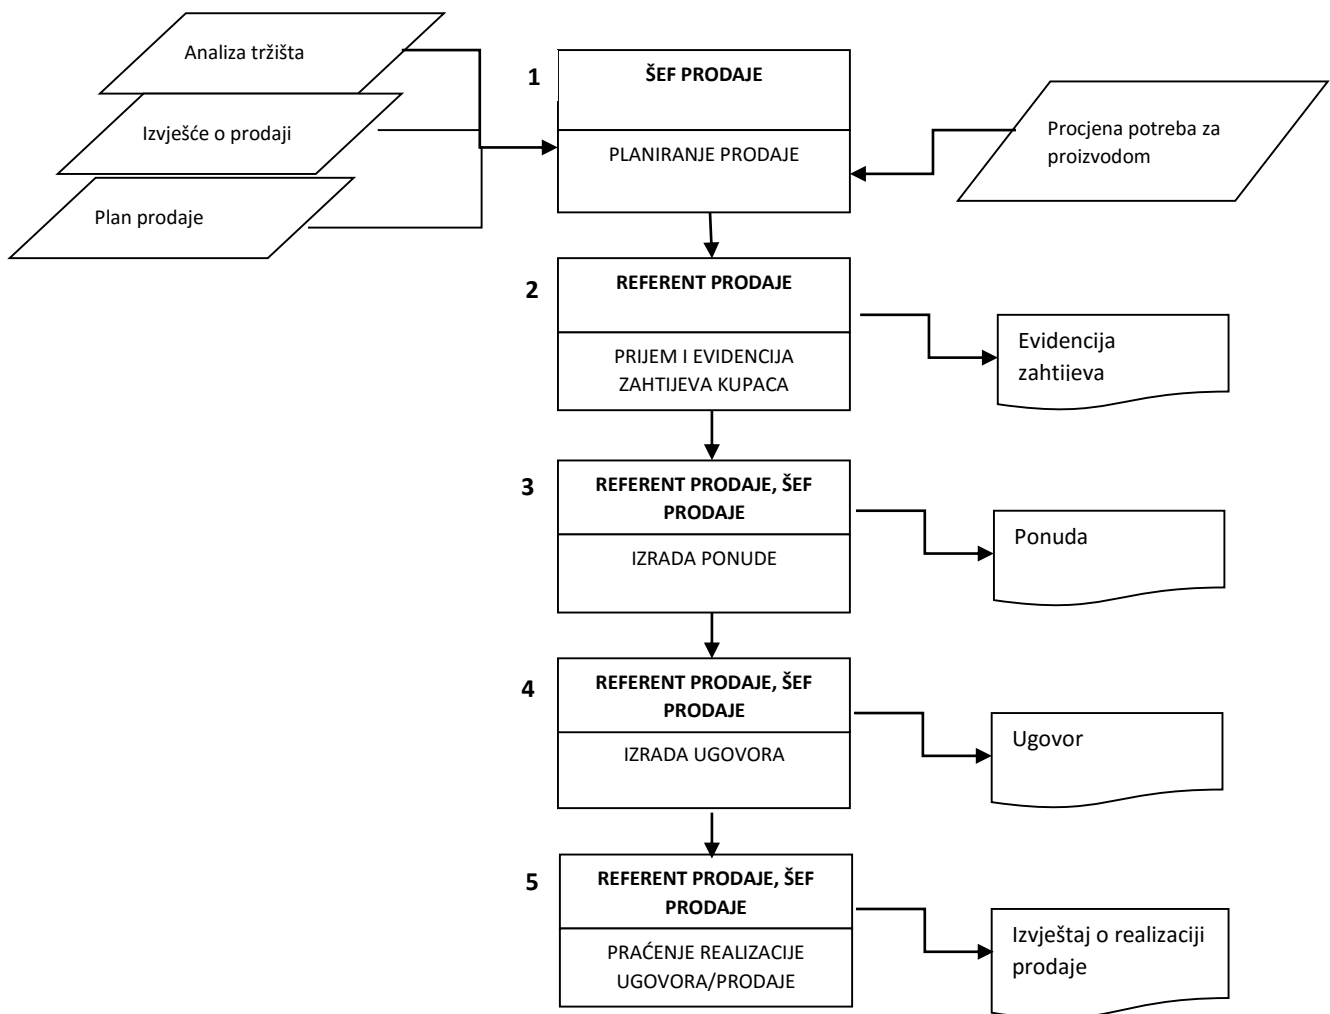 Analiza tržišta
Izvješće o prodaji
Plan prodaje
1
ŠEF PRODAJE
PLANIRANJE PRODAJE
Procjena potreba za
proizvodom
2
REFERENT PRODAJE
PRIJEM I EVIDENCIJA
ZAHTIJEVA KUPACA
Evidencija
zahtijeva
3
REFERENT PRODAJE, ŠEF
PRODAJE
IZRADA PONUDE
Ponuda
4
REFERENT PRODAJE, ŠEF
PRODAJE
IZRADA UGOVORA
Ugovor
5
REFERENT PRODAJE, ŠEF
PRODAJE
PRAĆENJE REALIZACIJE
UGOVORA/PRODAJE
Izvještaj o realizaciji
prodaje